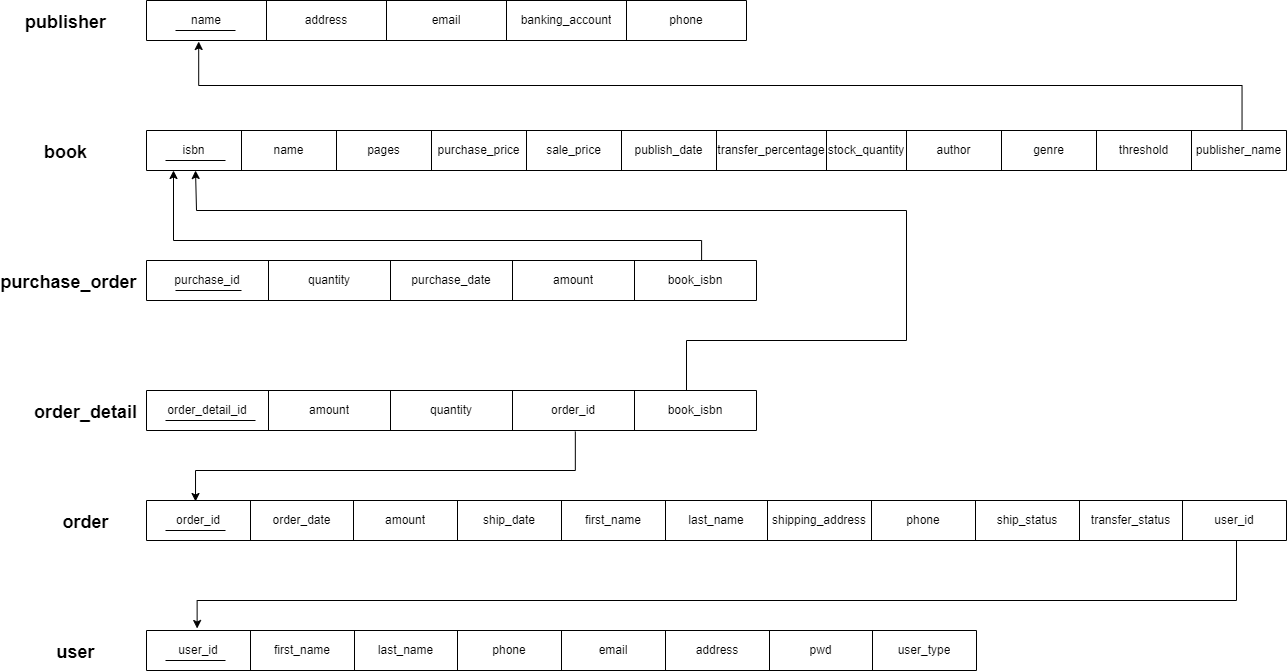 publisher name address email banking_account phone
book isbn name pages purchase_price sale_price publish_date transfer_percentage stock_quantity author genre threshold publisher_name
purchase_order purchase_id quantity purchase_date amount book_isbn
order_detail order_detail_id amount quantity order_id book_isbn
order order_id order_date amount ship_date first_name last_name shipping_address phone ship_status transfer_status user_id
user user_id first_name last_name phone email address pwd user_type